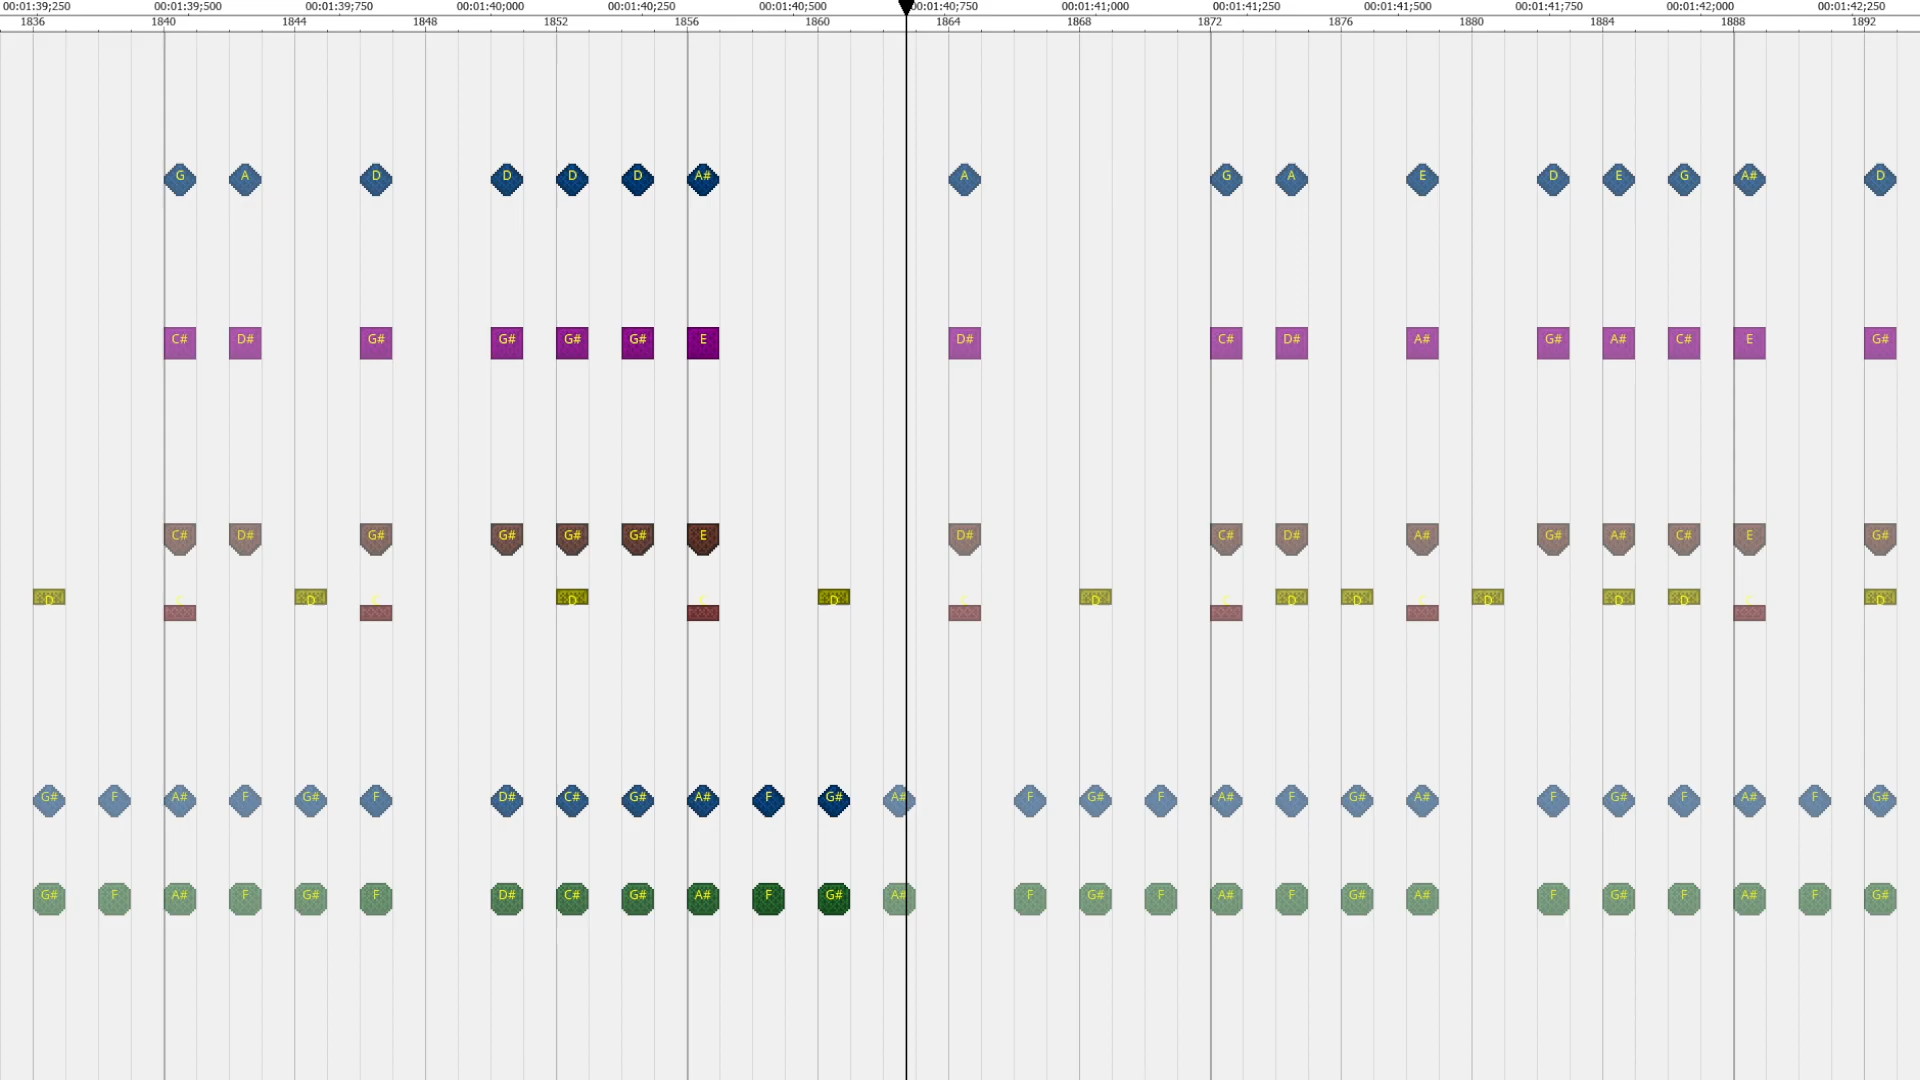 00:01:39;250 00:01:39;500 00:01:39;750 00:01:40;000 00:01:40;250 00:01:40;500 00:01:40;750 00:01:41;000 00:01:41;250 00:01:41;500 00:01:41;750 00:01:42;000 00:01:42;250
1836 1840 1844 1848 1852 1856 1860 1864 1868 1872 1876 1880 1884 1888 1892
G A D D D D A# A G A E D E G A# D
C# D# G# G# G# G# E D# C# D# A# G# A# C# E G#
C# D# G# G# G# G# E D# C# D# A# G# A# C# E G#
D D D D D D D D D D D
G# F A# F G# F D# C# G# A# F G# A# F G# F A# F G# A# F G# F A# F G#
G# F A# F G# F D# C# G# A# F G# A# F G# F A# F G# A# F G# F A# F G#